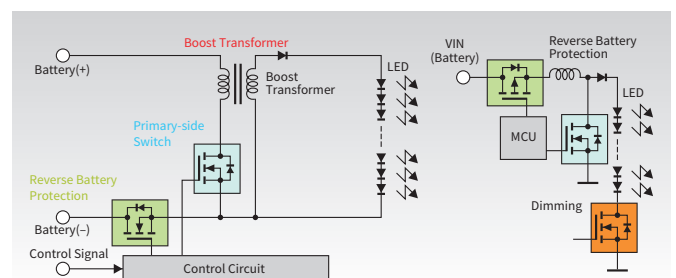 Boost Transformer
Battery(+)
Boost
Transformer
LED
Primary-side
Switch
Reverse Battery
Protection
Battery(–)
Control Signal
Control Circuit
VIN
(Battery)
Reverse Battery
Protection
LED
MCU
Dimming